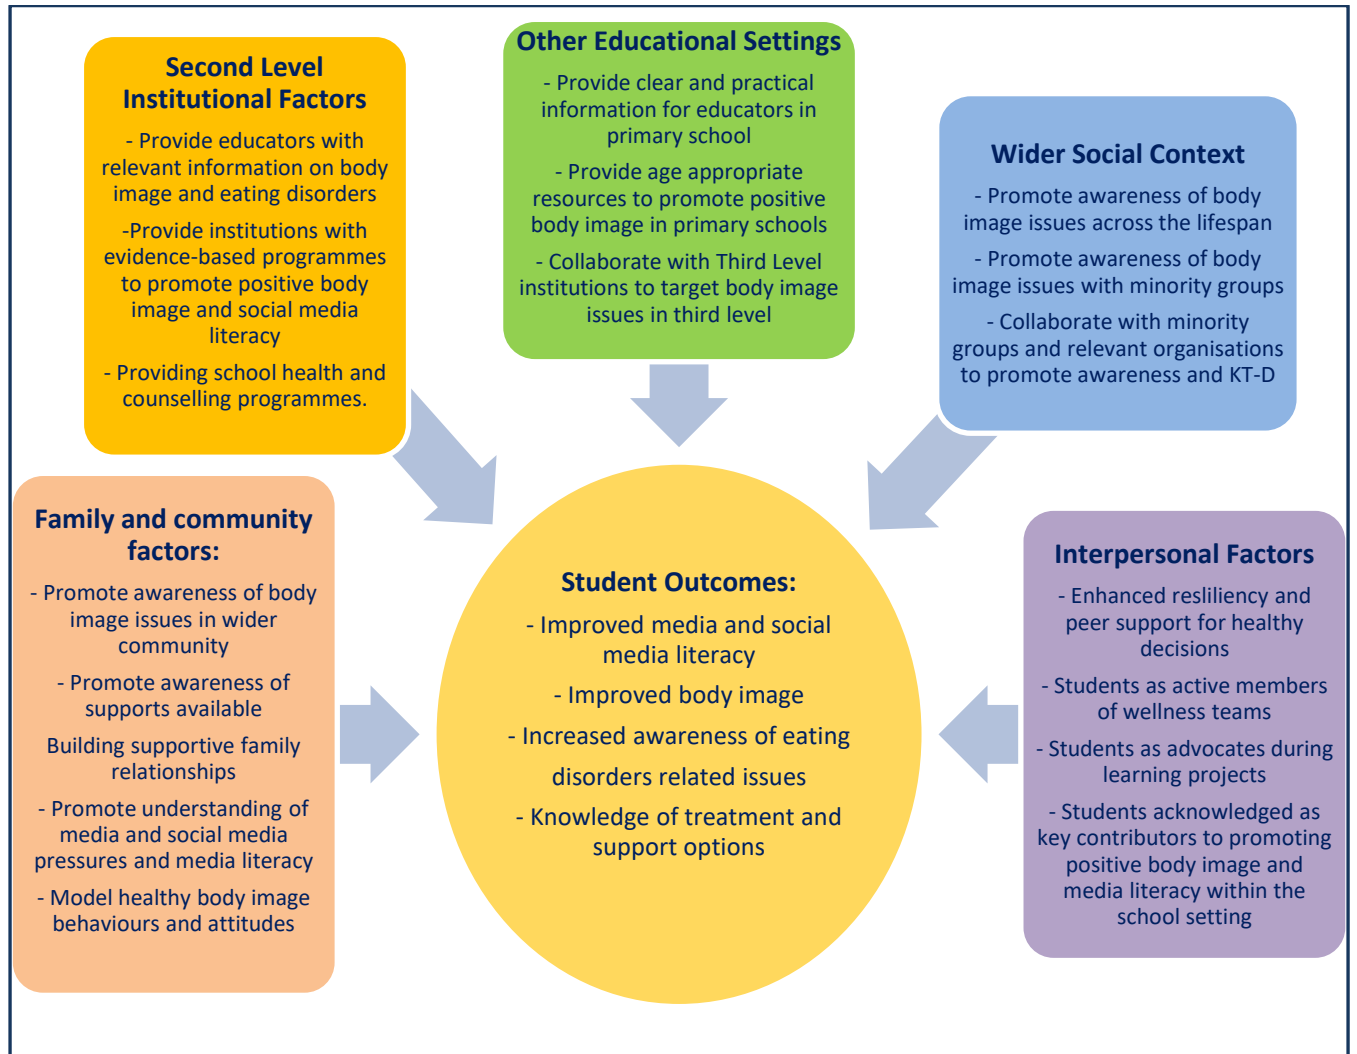 Second Level
Institutional Factors
- Provide educators with
relevant information on body
image and eating disorders
-Provide institutions with
evidence-based programmes
to promote positive body
image and social media
literacy
- Providing school health and
counselling programmes.
Other Educational Settings
- Provide clear and practical
information for educators in
primary school
- Provide age appropriate
resources to promote positive
body image in primary schools
- Collaborate with Third Level
institutions to target body image
issues in third level
Wider Social Context
- Promote awareness of body
image issues across the lifespan
- Promote awareness of body
image issues with minority groups
- Collaborate with minority
groups and relevant organisations
to promote awareness and KT-D
Family and community
factors:
- Promote awareness of body
image issues in wider
community
- Promote awareness of
supports available
Building supportive family
relationships
- Promote understanding of
media and social media
pressures and media literacy
- Model healthy body image
behaviours and attitudes
Student Outcomes:
- Improved media and social
media literacy
- Improved body image
- Increased awareness of eating
disorders related issues
- Knowledge of treatment and
support options
Interpersonal Factors
- Enhanced resliliency and
peer support for healthy
decisions
- Students as active members
of wellness teams
- Students as advocates during
learning projects
- Students acknowledged as
key contributors to promoting
positive body image and
media literacy within the
school setting